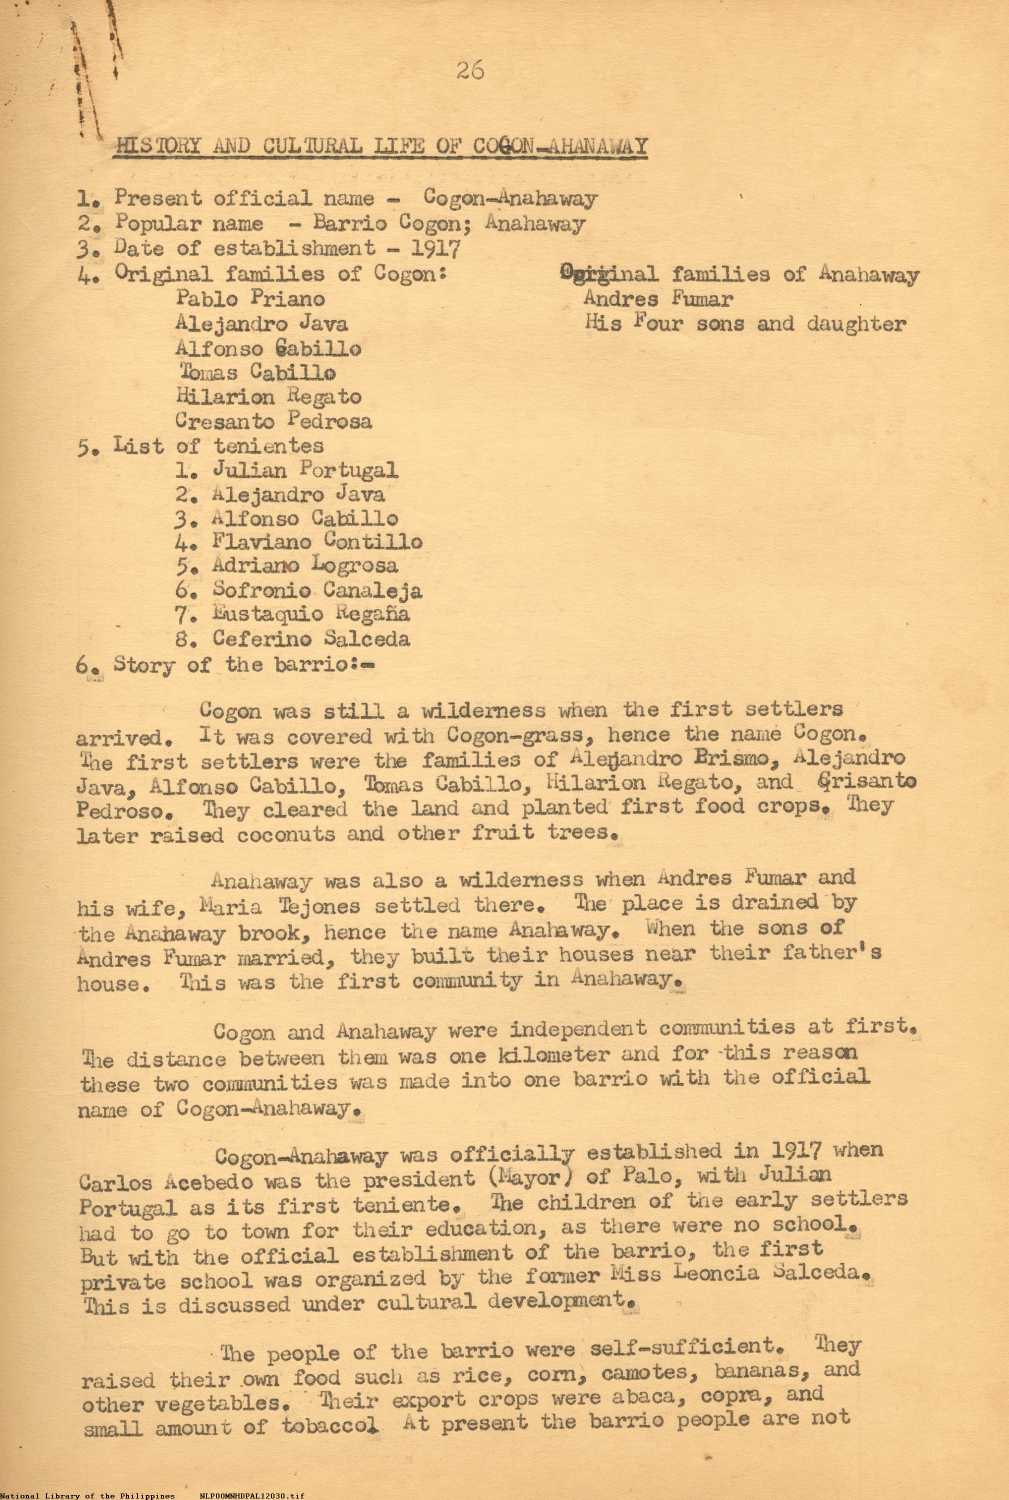 26
HISTORY AND CULTURAL LIFE OF COGON-AHANAWAY
1. Present official name - Cogon-Anahaway
2. Popular name - Barrio Cogon; Anahaway
3. Date of establishment - 1917
4. Original families of Cogon: Original families of Anahaway
Pablo Priano Andres Fumar
Alejandro Java His Four sons and daughter
Alfonso Cabillo
Tomas Cabillo
Hilarion Regato
Cresanto Pedrosa
5. List of tenientes
1. Julian Portugal
2. Alejandro Java
3. Alfonso Cabillo
4. Flaviano Contillo
5. Adriano Logrosa
6. Sofronio Canaleja
7. Eustaquio Regaña
8. Ceferino Salceda
6. Story of the barrio:-
Cogon was still a wilderness when the first settlers
arrived. It was covered with Cogon-grass, hence the name Cogon.
The first settlers were the families of Alejandro Brismo, Alejandro
Java, Alfonso Cabillo, Tomas Cabillo, Hilarion Regato, and Crisanto
Pedroso. They cleared the land and planted first food crops. They
later raised coconuts and other fruit trees.
Anahaway was also a wilderness when Andres Fumar and
his wife, Maria Tejones settled there. The place is drained by
the Anahaway brook, hence the name Anahaway. When the sons of
Andres Fumar married, they built their houses near their father's
house. This was the first community in Anahaway.
Cogon and Anahaway were independent communities at first.
The distance between them was one kilometer and for this reason
these two communities was made into one barrio with the official
name of Cogon-Anahaway.
Cogon-Anahaway was officially established in 1917 when
Carlos Acebedo was the president (Mayor) of Palo, with Julian
Portugal as its first teniente. The children of the early settlers
had to go to town for their education, as there were no school.
But with the official establishment of the barrio, the first
private school was organized by the former Miss Leoncia Salceda.
This is discussed under cultural development.
The people of the barrio were self-sufficient. They
raised their own food such as rice, corn, camotes, bananas, and
other vegetables. Their export crops were abaca, copra, and
small amount of tobaccol At present the barrio people are not
National Library of the Philippines NLPOOMNHDPAL12030.tif